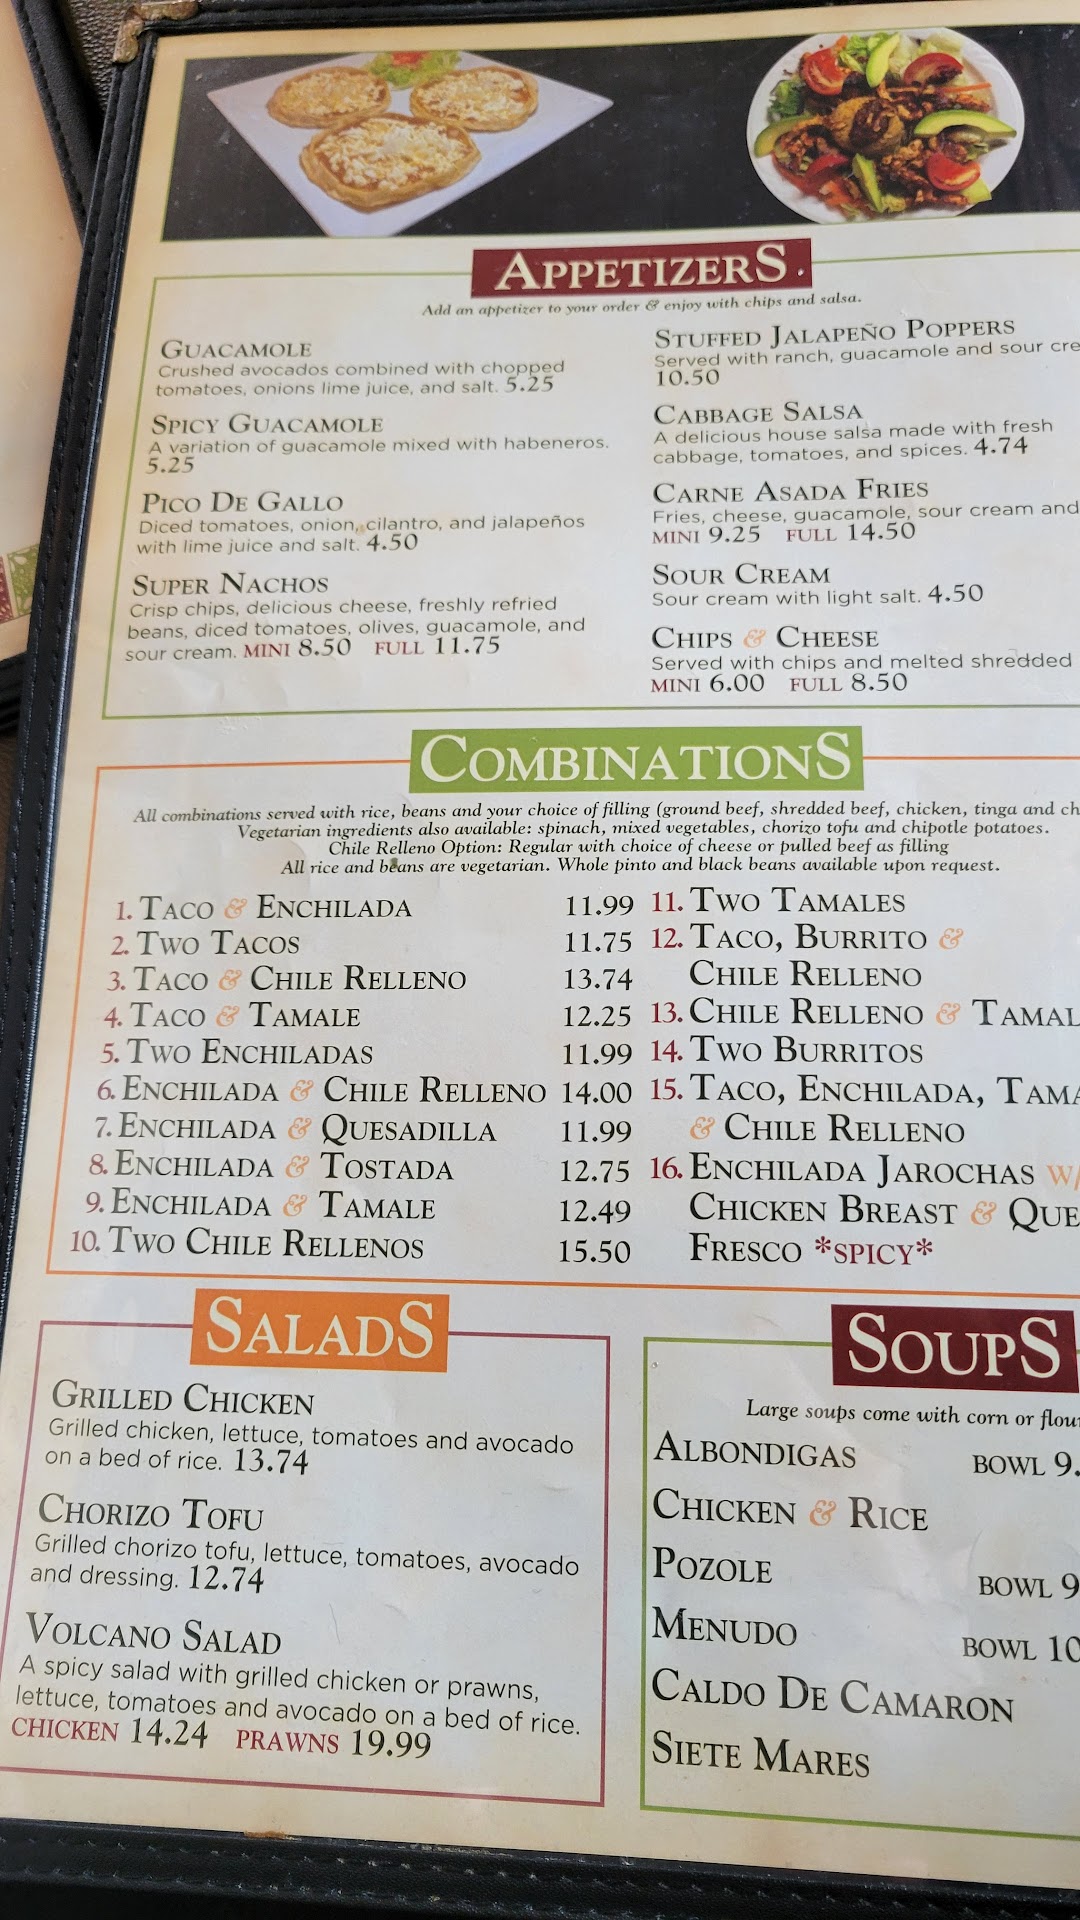 APPETIZERS
Add an appetizer to your order & enjoy with chips and salsa.
GUACAMOLE
Crushed avocados combined with chopped
tomatoes, onions lime juice, and salt. 5.25
SPICY GUACAMOLE
A variation of guacamole mixed with habeneros.
5.25
PICO DE GALLO
Diced tomatoes, onion, cilantro, and jalapeños
with lime juice and salt. 4.50
SUPER NACHOS
Crisp chips, delicious cheese, freshly refried
beans, diced tomatoes, olives, guacamole, and
sour cream. MINI 8.50 FULL 11.75
STUFFED JALAPEÑO POPPERS
Served with ranch, guacamole and sour cre
10.50
CABBAGE SALSA
A delicious house salsa made with fresh
cabbage, tomatoes, and spices. 4.74
CARNE ASADA FRIES
Fries, cheese, guacamole, sour cream and
MINI 9.25 FULL 14.50
SOUR CREAM
Sour cream with light salt. 4.50
CHIPS & CHEESE
Served with chips and melted shredded
MINI 6.00 FULL 8.50
COMBINATIONS
All combinations served with rice, beans and your choice of filling (ground beef, shredded beef, chicken, tinga and ch
Vegetarian ingredients also available: spinach, mixed vegetables, chorizo tofu and chipotle potatoes.
Chile Relleno Option: Regular with choice of cheese or pulled beef as filling
All rice and beans are vegetarian. Whole pinto and black beans available upon request.
1. TACO & ENCHILADA 11.99
2. TWO TACOS 11.75
3. TACO & CHILE RELLENO 13.74
4. TACO & TAMALE 12.25
5. TWO ENCHILADAS 11.99
6. ENCHILADA & CHILE RELLENO 14.00
7. ENCHILADA & QUESADILLA 11.99
8. ENCHILADA & TOSTADA 12.75
9. ENCHILADA & TAMALE 12.49
10. TWO CHILE RELLENOS 15.50
11. TWO TAMALES
12. TACO, BURRITO &
CHILE RELLENO
13. CHILE RELLENO & TAMAL
14. TWO BURRITOS
15. TACO, ENCHILADA, TAMA
& CHILE RELLENO
16. ENCHILADA JAROCHAS W/
CHICKEN BREAST & QUE
FRESCO *SPICY*
SALADS
GRILLED CHICKEN
Grilled chicken, lettuce, tomatoes and avocado
on a bed of rice. 13.74
CHORIZO TOFU
Grilled chorizo tofu, lettuce, tomatoes, avocado
and dressing. 12.74
VOLCANO SALAD
A spicy salad with grilled chicken or prawns,
lettuce, tomatoes and avocado on a bed of rice.
CHICKEN 14.24 PRAWNS 19.99
SOUPS
Large soups come with corn or flour
ALBONDIGAS BOWL 9.
CHICKEN & RICE
POZOLE BOWL 9
MENUDO BOWL 10
CALDO DE CAMARON
SIETE MARES